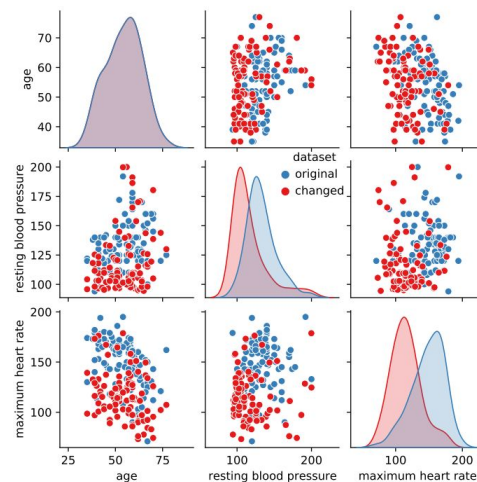 age
70
60
50
40
resting blood pressure
200
175
150
125
100
dataset
original
changed
maximum heart rate
200
150
100
25 50 75
age
100 150 200
resting blood pressure
100 200
maximum heart rate